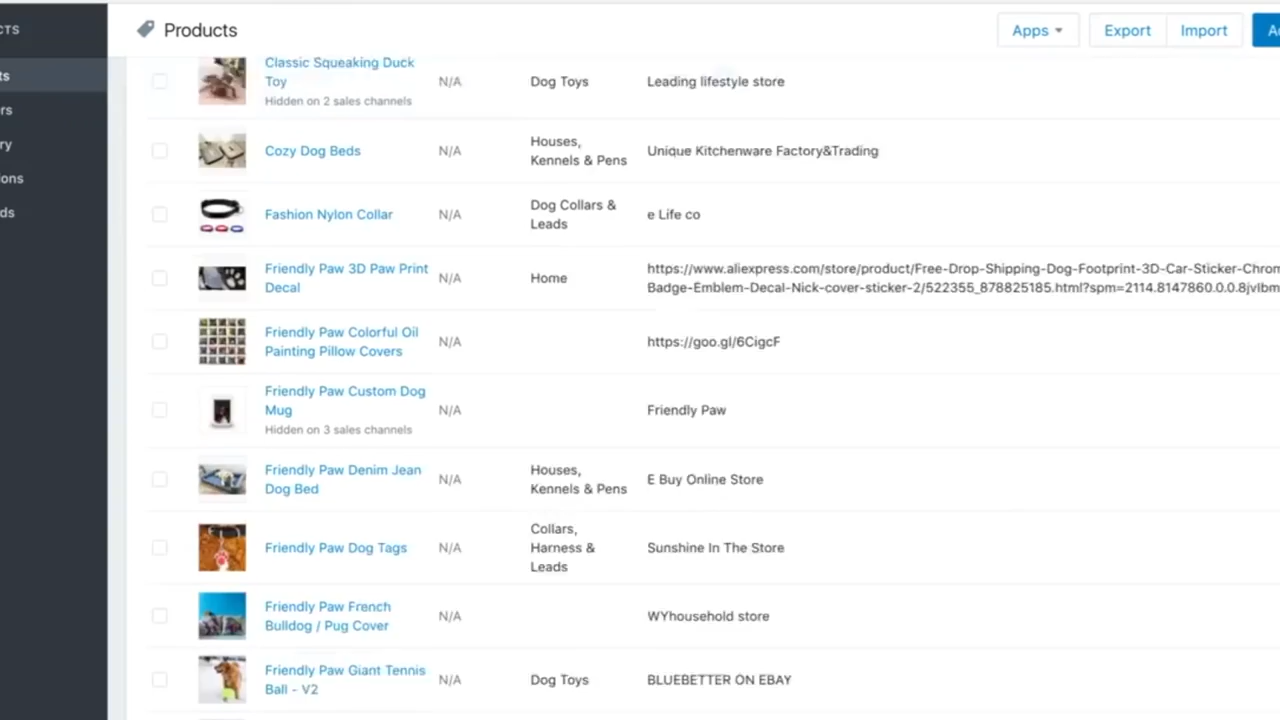 CTS
Products
Apps
Export
Import
ts
rs
ry
ions
ds
Classic Squeaking Duck
Toy
Hidden on 2 sales channels
N/A
Dog Toys
Leading lifestyle store
Cozy Dog Beds
N/A
Houses,
Kennels & Pens
Unique Kitchenware Factory&Trading
Fashion Nylon Collar
N/A
Dog Collars &
Leads
e Life co
Friendly Paw 3D Paw Print
Decal
N/A
Home
https://www.aliexpress.com/store/product/Free-Drop-Shipping-Dog-Footprint-3D-Car-Sticker-Chrom
Badge-Emblem-Decal-Nick-cover-sticker-2/522355_878825185.html?spm=2114.8147860.0.0.8jvIbm
Friendly Paw Colorful Oil
Painting Pillow Covers
N/A
https://goo.gl/6CigcF
Friendly Paw Custom Dog
Mug
Hidden on 3 sales channels
N/A
Friendly Paw
Friendly Paw Denim Jean
Dog Bed
N/A
Houses,
Kennels & Pens
E Buy Online Store
Friendly Paw Dog Tags
N/A
Collars,
Harness &
Leads
Sunshine In The Store
Friendly Paw French
Bulldog / Pug Cover
N/A
WYhousehold store
Friendly Paw Giant Tennis
Ball - V2
N/A
Dog Toys
BLUEBETTER ON EBAY